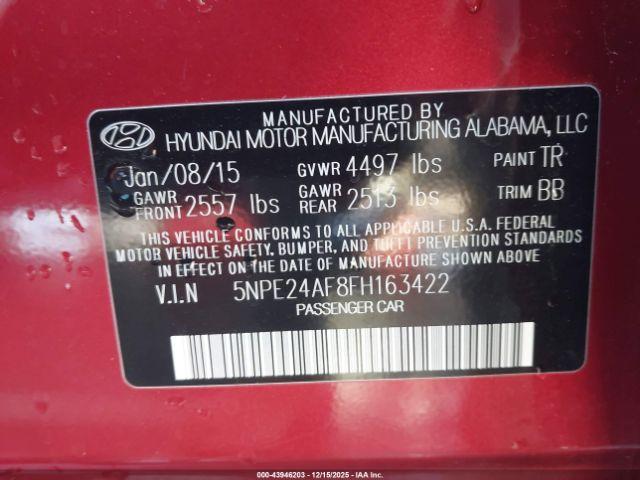 MANUFACTURED BY
HYUNDAI MOTOR MANUFACTURING ALABAMA, LLC
Jan/08/15 GVWR 4497 lbs PAINT TR
GAWR FRONT 2557 lbs GAWR REAR 2513 lbs TRIM BB
THIS VEHICLE CONFORMS TO ALL APPLICABLE U.S.A. FEDERAL
MOTOR VEHICLE SAFETY, BUMPER, AND THEFT PREVENTION STANDARDS
IN EFFECT ON THE DATE OF MANUFACTURE SHOWN ABOVE
V.I.N 5NPE24AF8FH163422
PASSENGER CAR
000-43946203 - 12/15/2025 - IAA Inc.